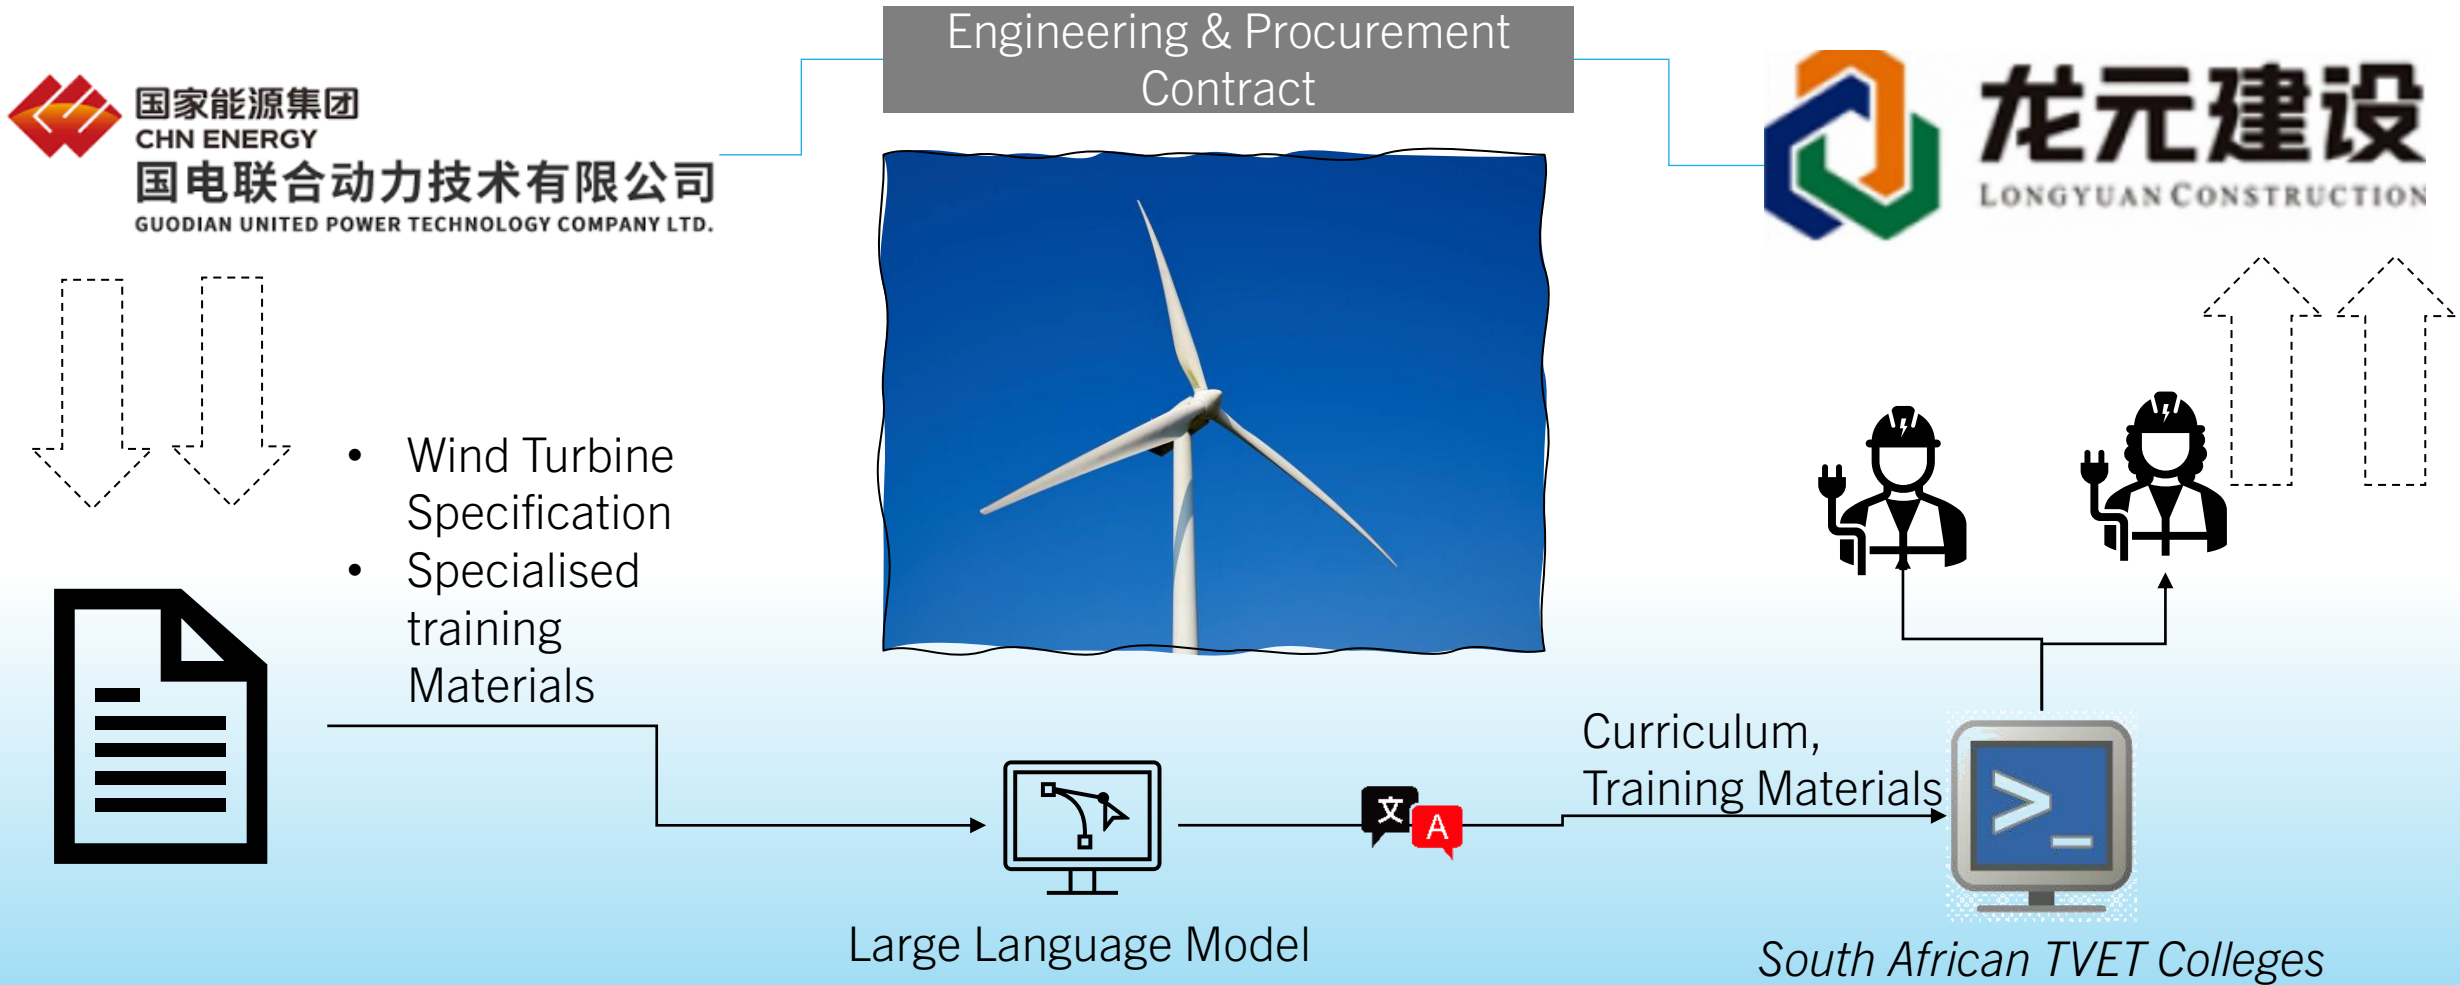 Engineering & Procurement
Contract
国家能源集团
CHN ENERGY
国电联合动力技术有限公司
GUODIAN UNITED POWER TECHNOLOGY COMPANY LTD.
龙元建设
LONGYUAN CONSTRUCTION
• Wind Turbine
Specification
• Specialised
training
Materials
Curriculum,
Training Materials
文
A
>_
Large Language Model
South African TVET Colleges